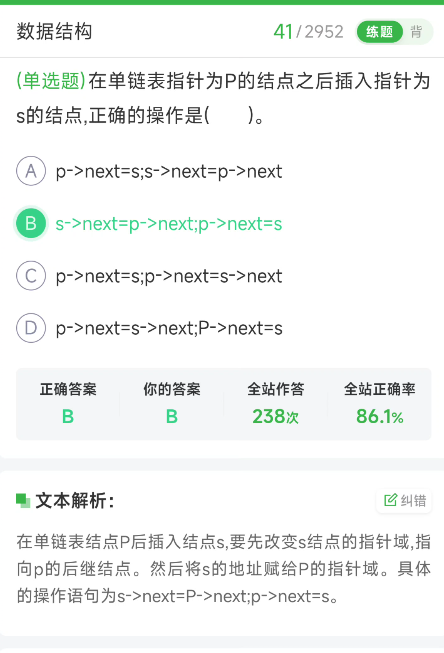 数据结构 41/2952 练题 背
(单选题)在单链表指针为P的结点之后插入指针为
s的结点,正确的操作是(      )。
A p->next=s;s->next=p->next
B s->next=p->next;p->next=s
C p->next=s;p->next=s->next
D p->next=s->next;P->next=s
正确答案 你的答案 全站作答 全站正确率
B B 238次 86.1%
文本解析: 纠错
在单链表结点P后插入结点s,要先改变s结点的指针域,指
向p的后继结点。然后将s的地址赋给P的指针域。具体
的操作语句为s->next=P->next;p->next=s。